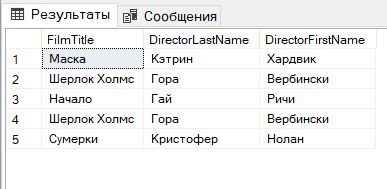 Результаты Сообщения
FilmTitle DirectorLastName DirectorFirstName
1 Маска Кэтрин Хардвик
2 Шерлок Холмс Гора Вербински
3 Начало Гай Ричи
4 Шерлок Холмс Гора Вербински
5 Сумерки Кристофер Нолан